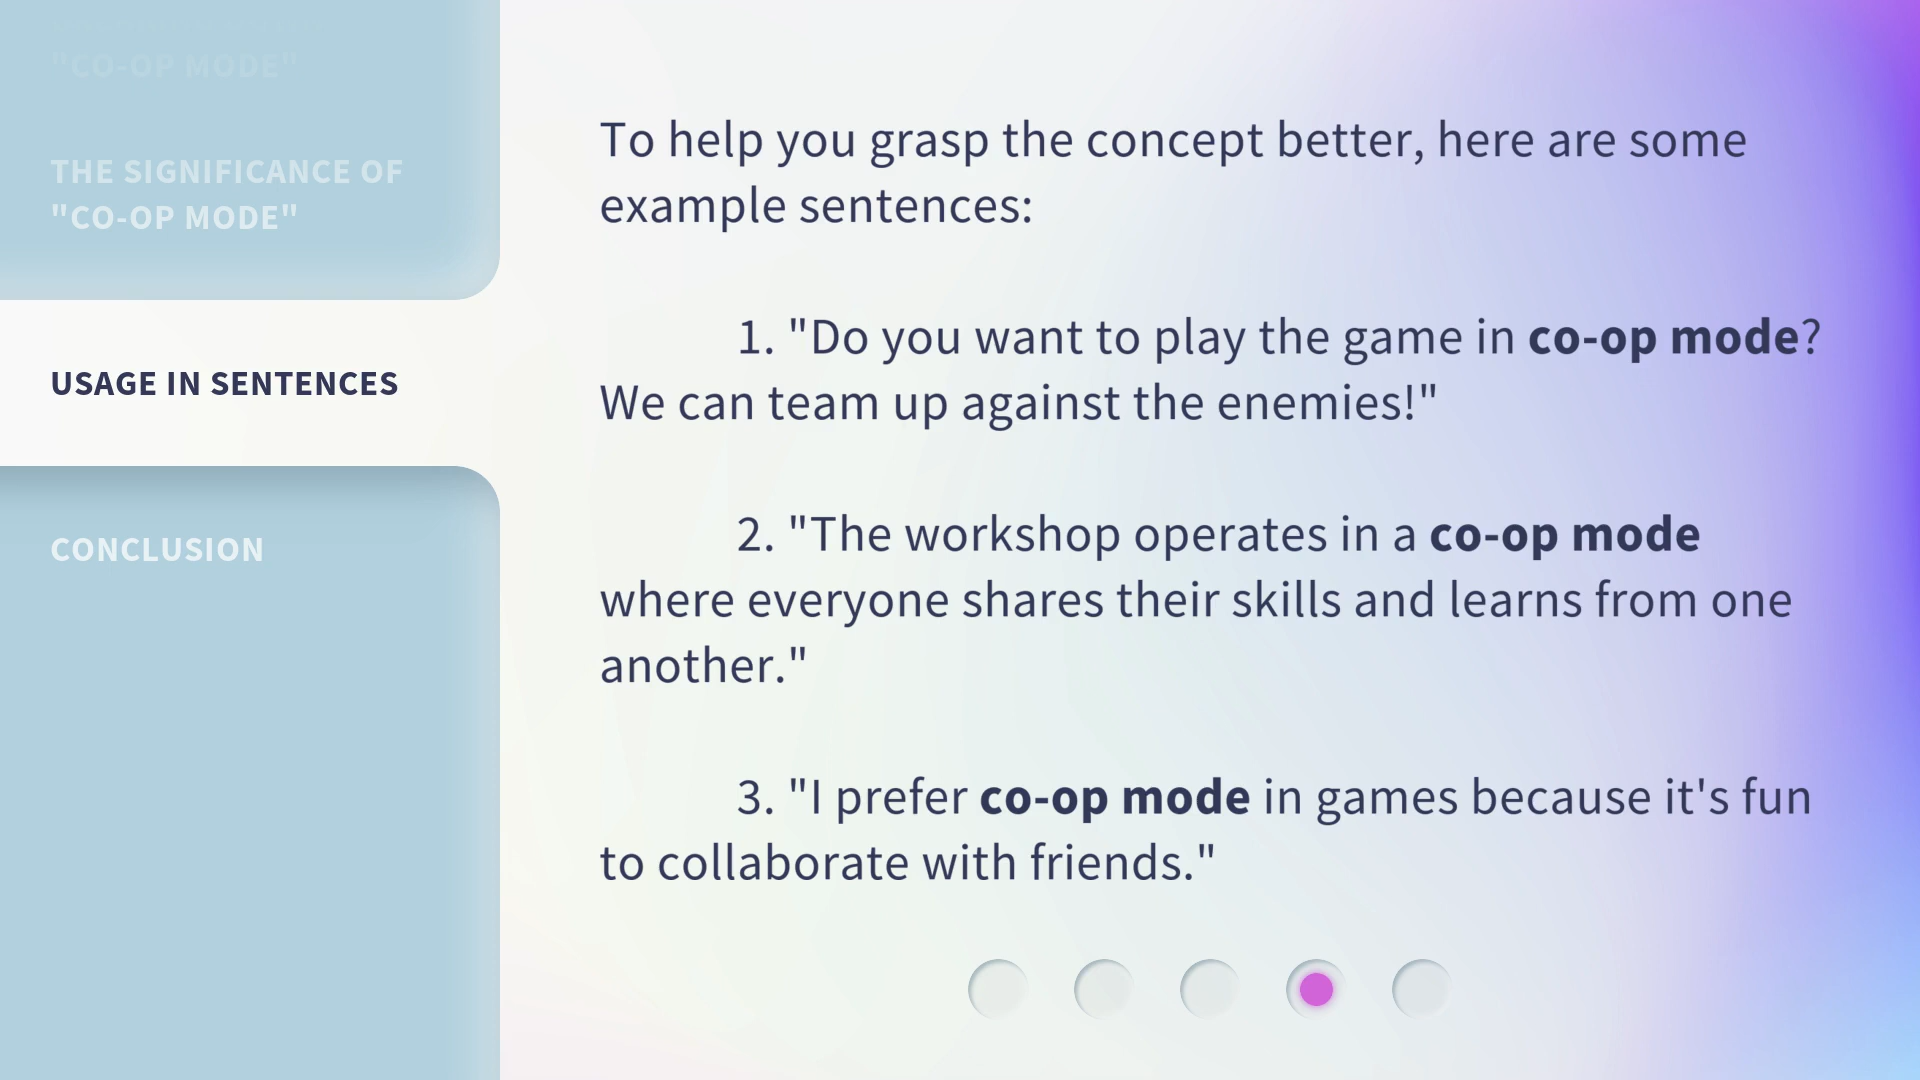 "CO-OP MODE"
THE SIGNIFICANCE OF
"CO-OP MODE"
USAGE IN SENTENCES
CONCLUSION
To help you grasp the concept better, here are some
example sentences:
1. "Do you want to play the game in co-op mode?
We can team up against the enemies!"
2. "The workshop operates in a co-op mode
where everyone shares their skills and learns from one
another."
3. "I prefer co-op mode in games because it's fun
to collaborate with friends."